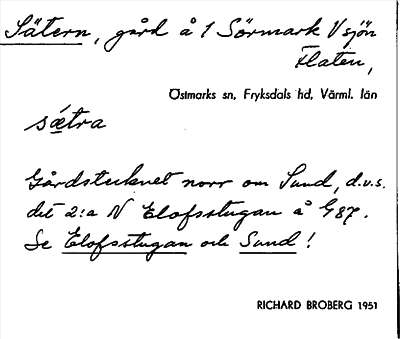 Sätern, gård å 1 Sörmark V sjön
Flaten,
Östmarks sn, Fryksdals hd, Värml. län
sǽtra
Gårdstecknet norr om Sund, d.v.s.
det 2:a N Elofsstugan å G87.
Se Elofsstugan och Sund!
RICHARD BROBERG 1951